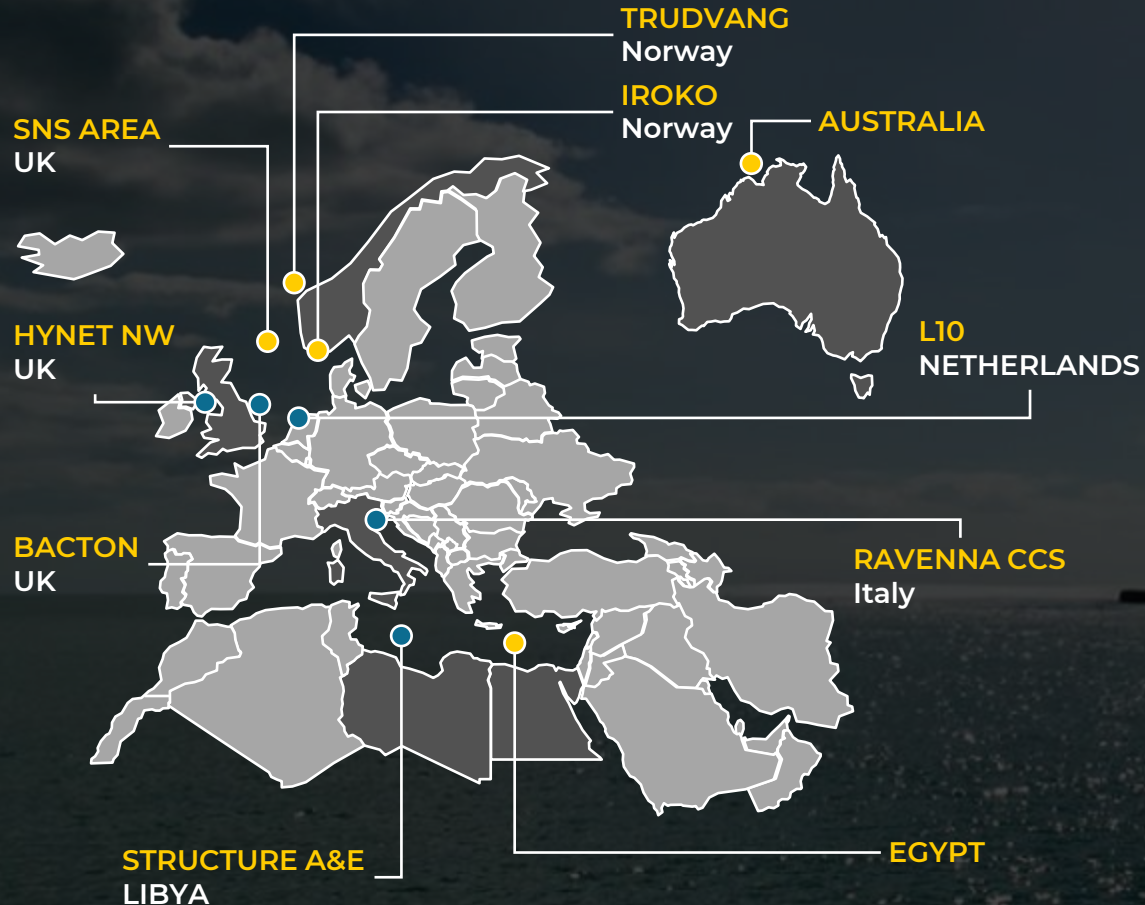 TRUDVANG
Norway
IROKO
Norway
AUSTRALIA
SNS AREA
UK
HYNET NW
UK
L10
NETHERLANDS
BACTON
UK
RAVENNA CCS
Italy
STRUCTURE A&E
LIBYA
EGYPT